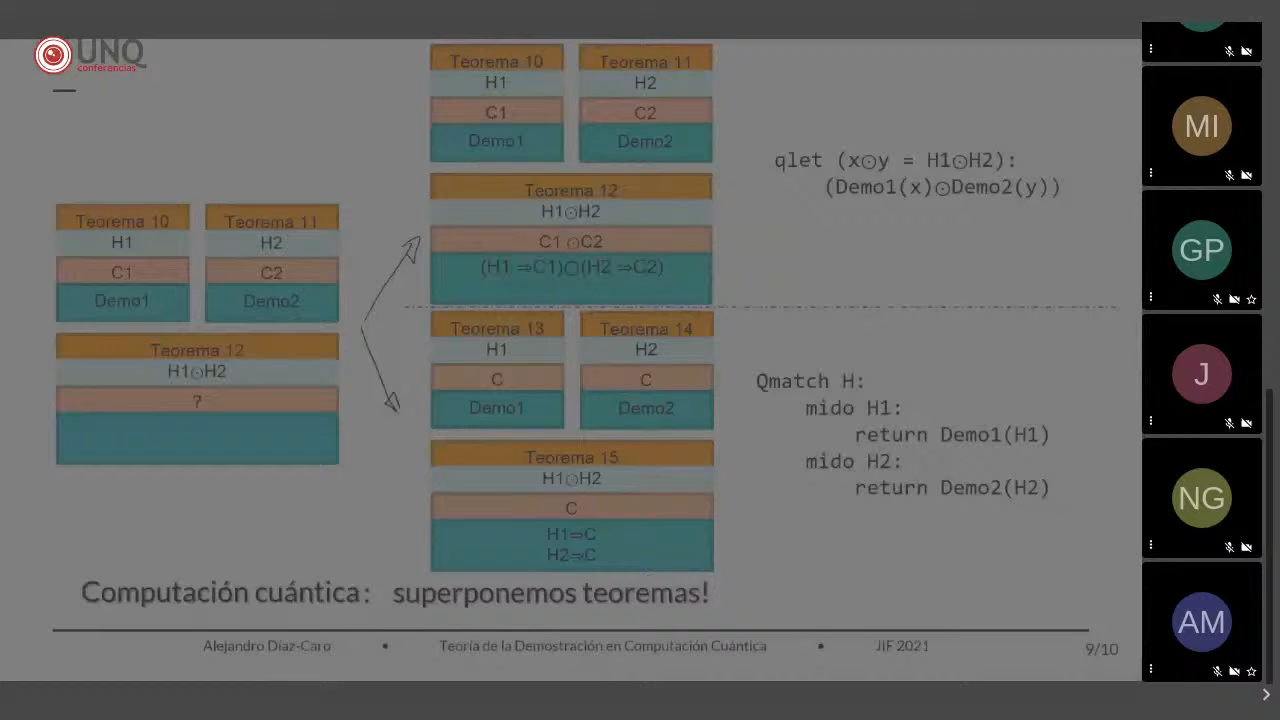 UNQ
conferencias
Teorema 10
H1
C1
Demo1
Teorema 11
H2
C2
Demo2
Teorema 12
H1⊙H2
?
Teorema 10
H1
C1
Demo1
Teorema 11
H2
C2
Demo2
Teorema 12
H1⊙H2
C1 ⊙C2
(H1 ⇒C1)○(H2 ⇒C2)
qlet (x⊙y = H1⊙H2):
(Demo1(x)⊙Demo2(y))
Teorema 13
H1
C
Demo1
Teorema 14
H2
C
Demo2
Teorema 15
H1⊙H2
C
H1⇒C
H2⇒C
Qmatch H:
mido H1:
return Demo1(H1)
mido H2:
return Demo2(H2)
Computación cuántica: superponemos teoremas!
Alejandro Díaz-Caro • Teoría de la Demostración en Computación Cuántica • JIF 2021
9/10
MI
GP
J
NG
AM